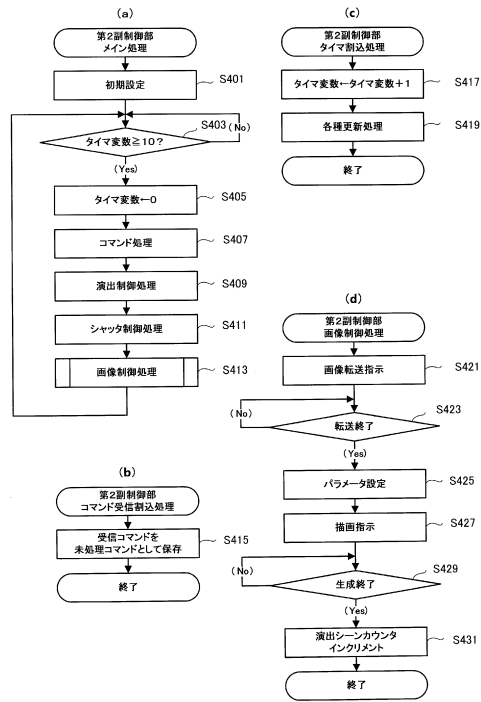 (a)
第2副制御部
メイン処理
初期設定
S401
S403
(No)
タイマ変数≧10?
(Yes)
タイマ変数←0
S405
コマンド処理
S407
演出制御処理
S409
シャッタ制御処理
S411
画像制御処理
S413
(b)
第2副制御部
コマンド受信割込処理
受信コマンドを
未処理コマンドとして保存
S415
終了
(c)
第2副制御部
タイマ割込処理
タイマ変数←タイマ変数+1
S417
各種更新処理
S419
終了
(d)
第2副制御部
画像制御処理
画像転送指示
S421
S423
(No)
転送終了
(Yes)
パラメータ設定
S425
描画指示
S427
S429
(No)
生成終了
(Yes)
演出シーンカウンタ
インクリメント
S431
終了